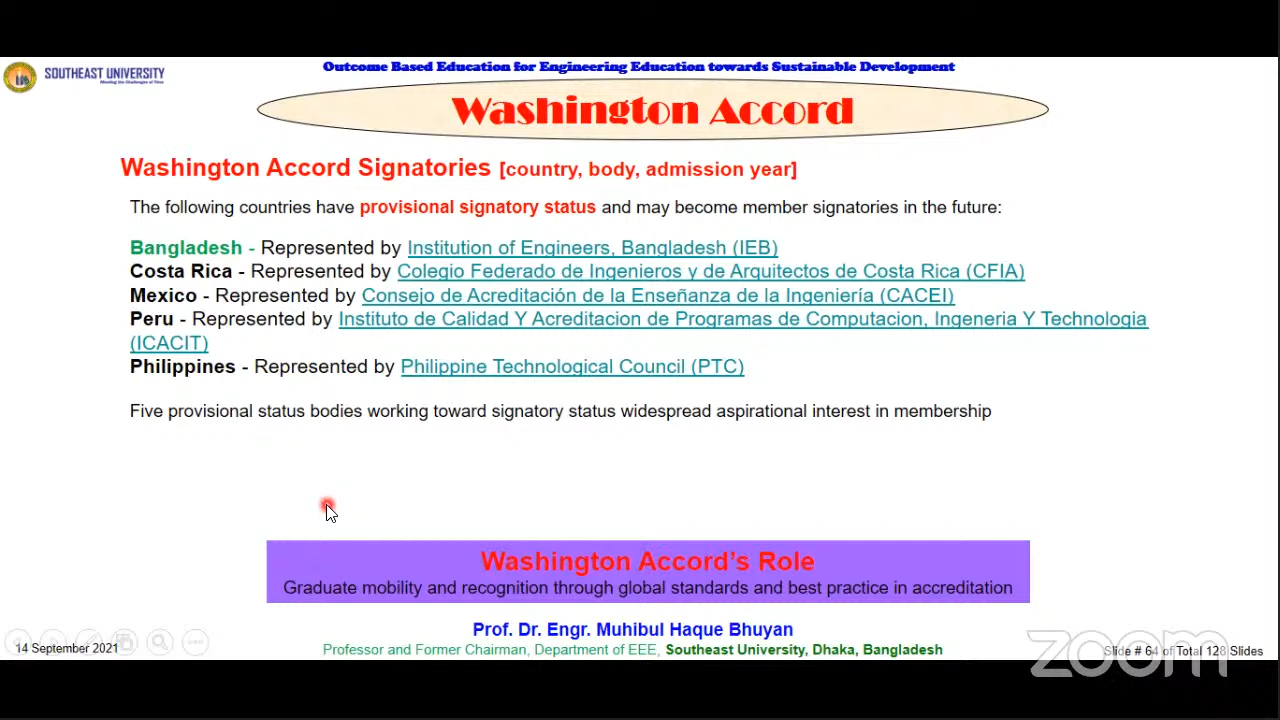 SOUTHEAST UNIVERSITY
Meeting the Challenges of Time
Outcome Based Education for Engineering Education towards Sustainable Development
Washington Accord
Washington Accord Signatories [country, body, admission year]
The following countries have provisional signatory status and may become member signatories in the future:
Bangladesh - Represented by Institution of Engineers, Bangladesh (IEB)
Costa Rica - Represented by Colegio Federado de Ingenieros y de Arquitectos de Costa Rica (CFIA)
Mexico - Represented by Consejo de Acreditación de la Enseñanza de la Ingeniería (CACEI)
Peru - Represented by Instituto de Calidad Y Acreditacion de Programas de Computacion, Ingeneria Y Technologia
(ICACIT)
Philippines - Represented by Philippine Technological Council (PTC)
Five provisional status bodies working toward signatory status widespread aspirational interest in membership
Washington Accord's Role
Graduate mobility and recognition through global standards and best practice in accreditation
Prof. Dr. Engr. Muhibul Haque Bhuyan
14 September 2021
Professor and Former Chairman, Department of EEE, Southeast University, Dhaka, Bangladesh
Slide # 64 of Total 128 Slides
zoom